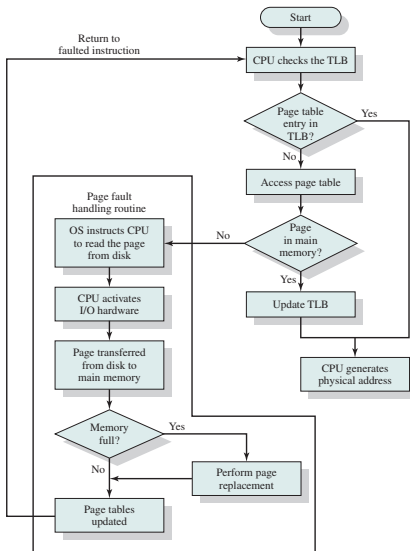 Start
Return to
faulted instruction
CPU checks the TLB
Page table
entry in
TLB?
Yes
No
Access page table
Page fault
handling routine
OS instructs CPU
to read the page
from disk
No
Page
in main
memory?
Yes
CPU activates
I/O hardware
Update TLB
Page transferred
from disk to
main memory
CPU generates
physical address
Memory
full?
Yes
No
Perform page
replacement
Page tables
updated